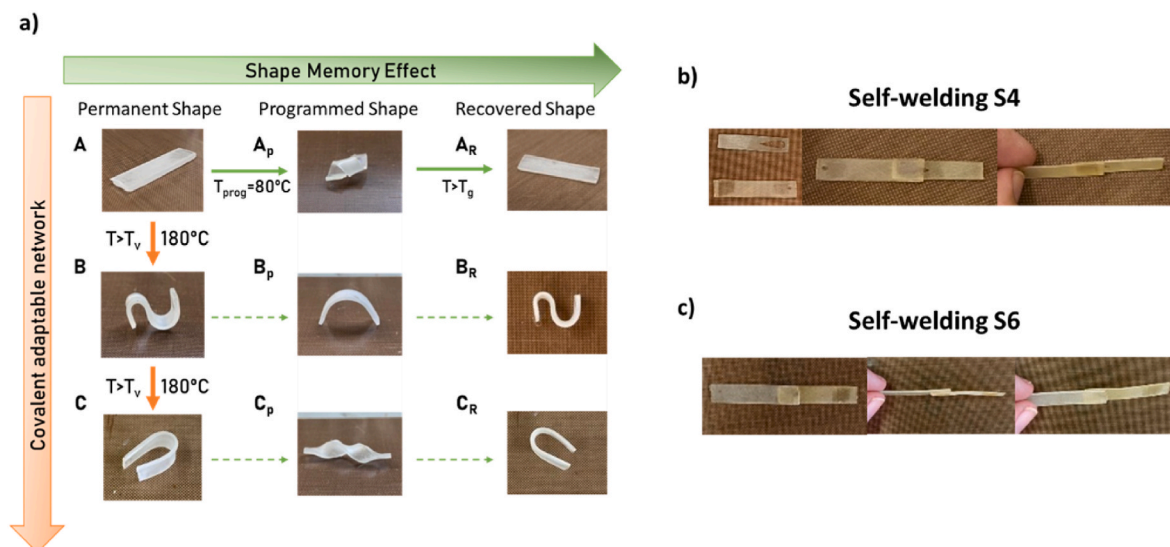 a)
Shape Memory Effect
Covalent adaptable network
Permanent Shape
Programmed Shape
Recovered Shape
A
Ap
AR
Tprog=80°C
T>Tg
T>Tv 180°C
B
Bp
BR
T>Tv 180°C
C
Cp
CR
b)
Self-welding S4
c)
Self-welding S6